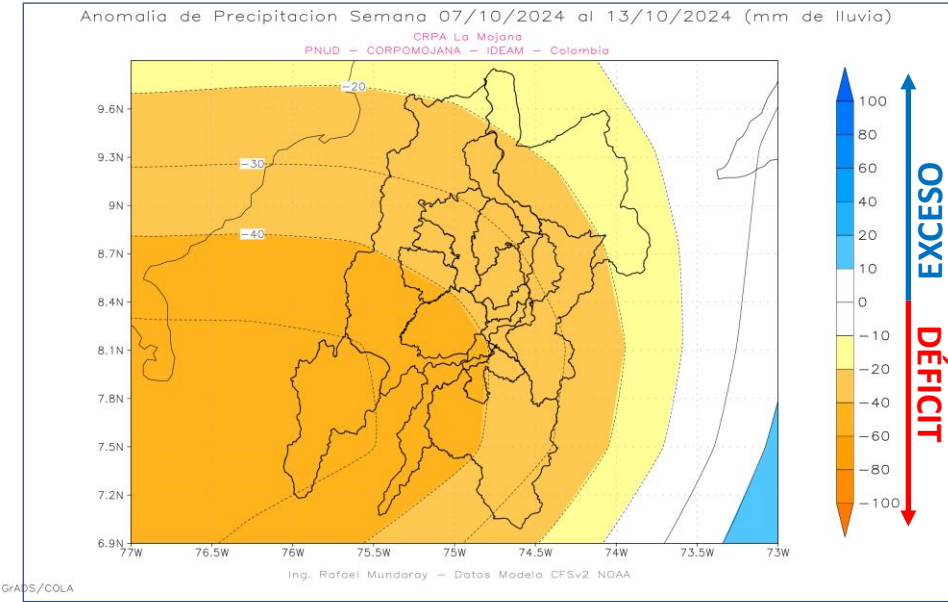 Anomalia de Precipitacion Semana 07/10/2024 al 13/10/2024 (mm de lluvia)
CRPA La Mojana
PNUD – CORPOMOJANA – IDEAM – Colombia
−20
−30
−40
9.6N
9.3N
9N
8.7N
8.4N
8.1N
7.8N
7.5N
7.2N
6.9N
77W 76.5W 76W 75.5W 75W 74.5W 74W 73.5W 73W
100
80
60
40
20
10
0
−10
−20
−40
−60
−80
−100
EXCESO
DÉFICIT
Ing. Rafael Mundaray – Datos Modelo CFSv2 NOAA
GrADS/COLA